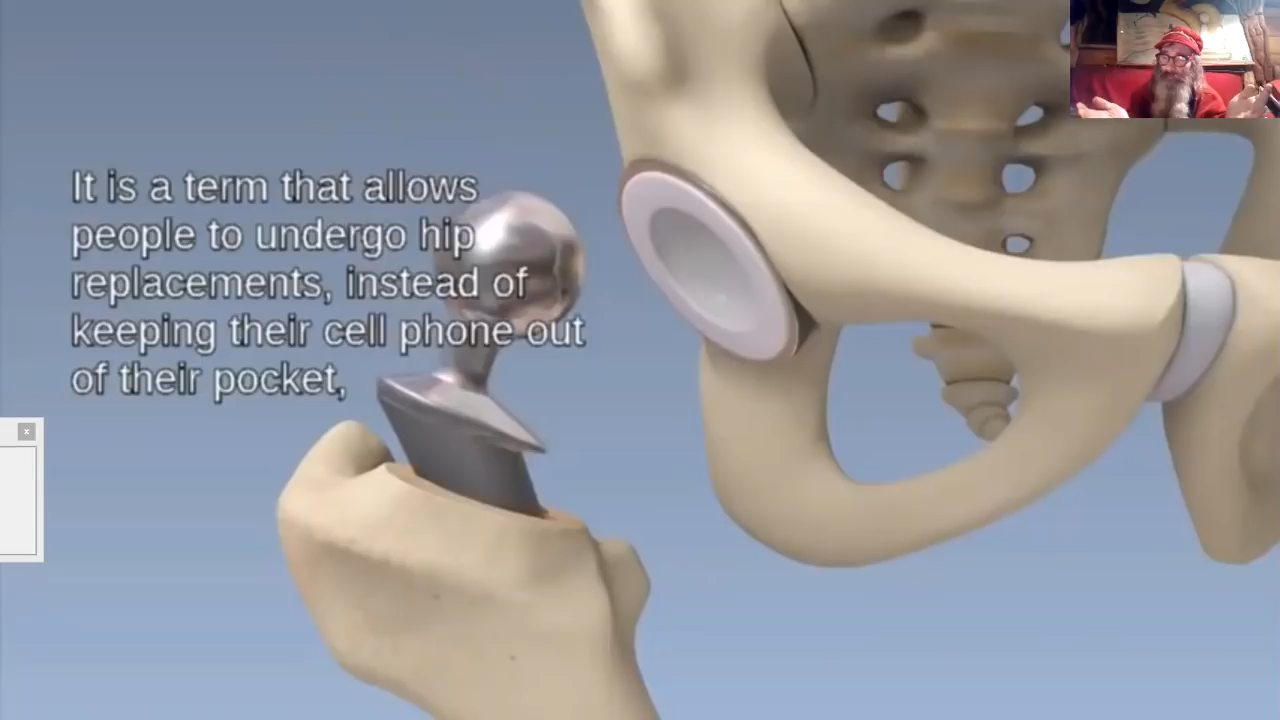 It is a term that allows
people to undergo hip
replacements, instead of
keeping their cell phone out
of their pocket,